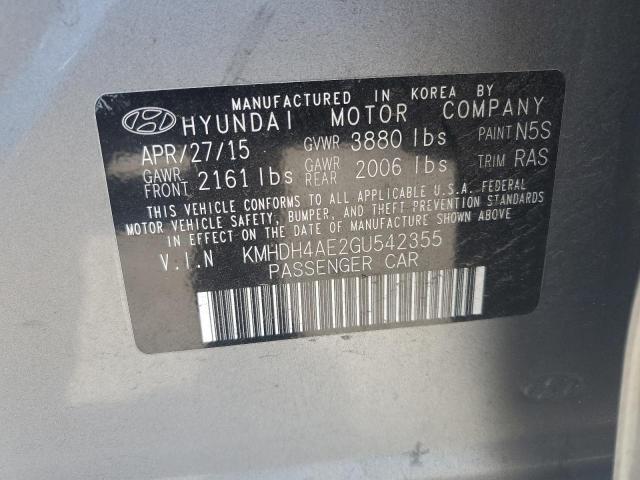 MANUFACTURED IN KOREA BY
HYUNDAI MOTOR COMPANY
APR/27/15 GVWR 3880 lbs PAINT N5S
GAWR FRONT 2161 lbs GAWR REAR 2006 lbs TRIM RAS
THIS VEHICLE CONFORMS TO ALL APPLICABLE U.S.A. FEDERAL
MOTOR VEHICLE SAFETY, BUMPER, AND THEFT PREVENTION STANDARDS
IN EFFECT ON THE DATE OF MANUFACTURE SHOWN ABOVE.
V.I.N KMHDH4AE2GU542355
PASSENGER CAR